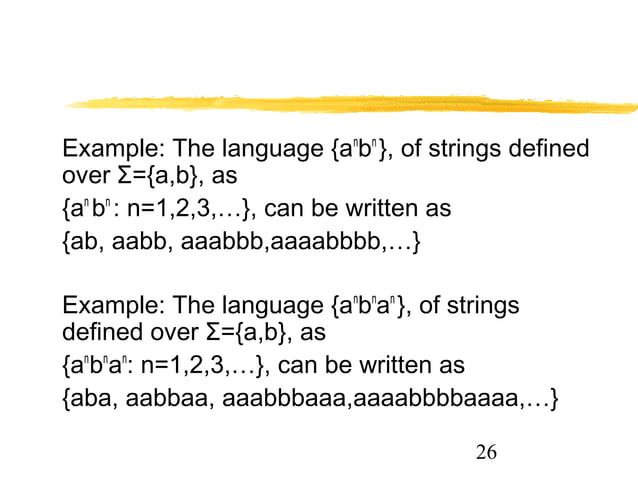 Example: The language {aⁿbⁿ}, of strings defined
over Σ={a,b}, as
{aⁿ bⁿ : n=1,2,3,…}, can be written as
{ab, aabb, aaabbb,aaaabbbb,…}
Example: The language {aⁿbⁿaⁿ}, of strings
defined over Σ={a,b}, as
{aⁿbⁿaⁿ: n=1,2,3,…}, can be written as
{aba, aabbaa, aaabbbaaa,aaaabbbbaaaa,…}
26